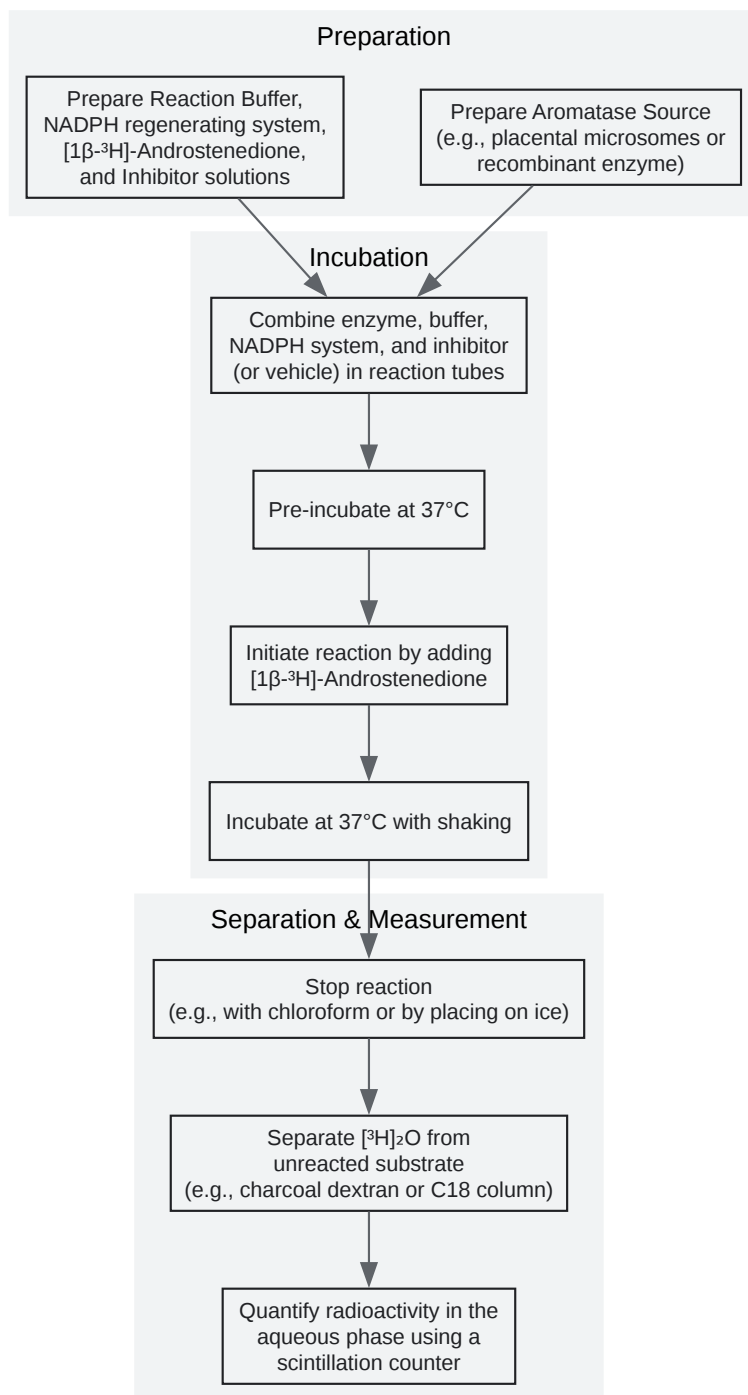 Preparation
Prepare Reaction Buffer,
NADPH regenerating system,
[1β-³H]-Androstenedione,
and Inhibitor solutions
Prepare Aromatase Source
(e.g., placental microsomes or
recombinant enzyme)
Incubation
Combine enzyme, buffer,
NADPH system, and inhibitor
(or vehicle) in reaction tubes
Pre-incubate at 37°C
Initiate reaction by adding
[1β-³H]-Androstenedione
Incubate at 37°C with shaking
Separation & Measurement
Stop reaction
(e.g., with chloroform or by placing on ice)
Separate [³H]₂O from
unreacted substrate
(e.g., charcoal dextran or C18 column)
Quantify radioactivity in the
aqueous phase using a
scintillation counter